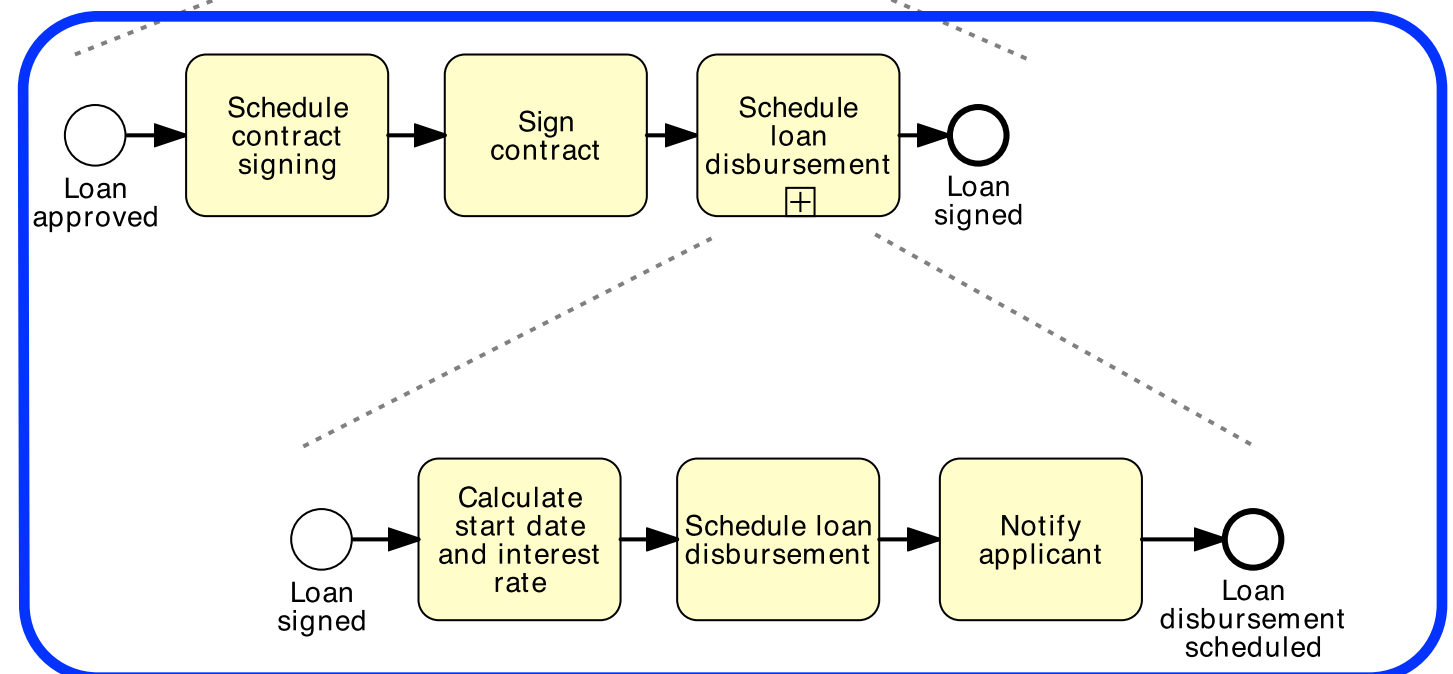 Loan
approved
Schedule
contract
signing
Sign
contract
Schedule
loan
disbursement
Loan
signed
Loan
signed
Calculate
start date
and interest
rate
Schedule loan
disbursement
Notify
applicant
Loan
disbursement
scheduled